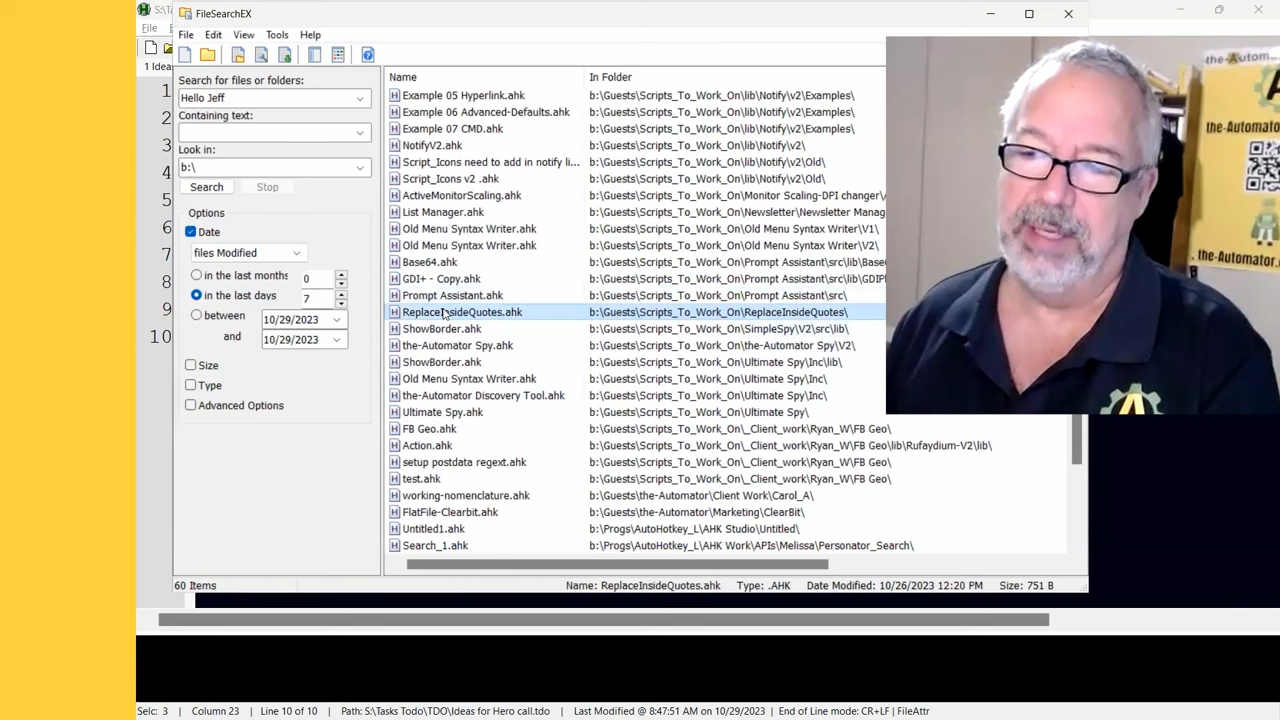 S:\Ta
FileSearchEX
File
File Edit View Tools Help
1 Ideas
Search for files or folders:
Hello Jeff
Containing text:
Look in:
b:\
Search Stop
Options
Date
files Modified
in the last months 0
in the last days 7
between 10/29/2023
and 10/29/2023
Size
Type
Advanced Options
1
2
3
4
5
6
7
8
9
10
Name In Folder
Example 05 Hyperlink.ahk b:\Guests\Scripts_To_Work_On\lib\Notify\v2\Examples\
Example 06 Advanced-Defaults.ahk b:\Guests\Scripts_To_Work_On\lib\Notify\v2\Examples\
Example 07 CMD.ahk b:\Guests\Scripts_To_Work_On\lib\Notify\v2\Examples\
NotifyV2.ahk b:\Guests\Scripts_To_Work_On\lib\Notify\v2\
Script_Icons need to add in notify li... b:\Guests\Scripts_To_Work_On\lib\Notify\v2\Old\
Script_Icons v2 .ahk b:\Guests\Scripts_To_Work_On\lib\Notify\v2\Old\
ActiveMonitorScaling.ahk b:\Guests\Scripts_To_Work_On\Monitor Scaling-DPI changer\
List Manager.ahk b:\Guests\Scripts_To_Work_On\Newsletter\Newsletter Manag
Old Menu Syntax Writer.ahk b:\Guests\Scripts_To_Work_On\Old Menu Syntax Writer\V1\
Old Menu Syntax Writer.ahk b:\Guests\Scripts_To_Work_On\Old Menu Syntax Writer\V2\
Base64.ahk b:\Guests\Scripts_To_Work_On\Prompt Assistant\src\lib\Base
GDI+ - Copy.ahk b:\Guests\Scripts_To_Work_On\Prompt Assistant\src\lib\GDIP
Prompt Assistant.ahk b:\Guests\Scripts_To_Work_On\Prompt Assistant\src\
ReplaceInsideQuotes.ahk b:\Guests\Scripts_To_Work_On\ReplaceInsideQuotes\
ShowBorder.ahk b:\Guests\Scripts_To_Work_On\SimpleSpy\V2\src\lib\
the-Automator Spy.ahk b:\Guests\Scripts_To_Work_On\the-Automator Spy\V2\
ShowBorder.ahk b:\Guests\Scripts_To_Work_On\Ultimate Spy\Inc\lib\
Old Menu Syntax Writer.ahk b:\Guests\Scripts_To_Work_On\Ultimate Spy\Inc\
the-Automator Discovery Tool.ahk b:\Guests\Scripts_To_Work_On\Ultimate Spy\Inc\
Ultimate Spy.ahk b:\Guests\Scripts_To_Work_On\Ultimate Spy\
FB Geo.ahk b:\Guests\Scripts_To_Work_On\_Client_work\Ryan_W\FB Geo\
Action.ahk b:\Guests\Scripts_To_Work_On\_Client_work\Ryan_W\FB Geo\lib\Rufaydium-V2\lib\
setup postdata regext.ahk b:\Guests\Scripts_To_Work_On\_Client_work\Ryan_W\FB Geo\
test.ahk b:\Guests\Scripts_To_Work_On\_Client_work\Ryan_W\FB Geo\
working-nomenclature.ahk b:\Guests\the-Automator\Client Work\Carol_A\
FlatFile-Clearbit.ahk b:\Guests\the-Automator\Marketing\ClearBit\
Untitled1.ahk b:\Progs\AutoHotkey_L\AHK Studio\Untitled\
Search_1.ahk b:\Progs\AutoHotkey_L\AHK Work\APIs\Melissa\Personator_Search\
60 Items Name: ReplaceInsideQuotes.ahk Type: .AHK Date Modified: 10/26/2023 12:20 PM Size: 751 B
the-Autom
the-Automator
the-Automator.
Selc: 3 Column 23 Line 10 of 10 Path: S:\Tasks Todo\TDO\Ideas for Hero call.tdo Last Modified @ 8:47:51 AM on 10/29/2023 End of Line mode: CR+LF FileAttr